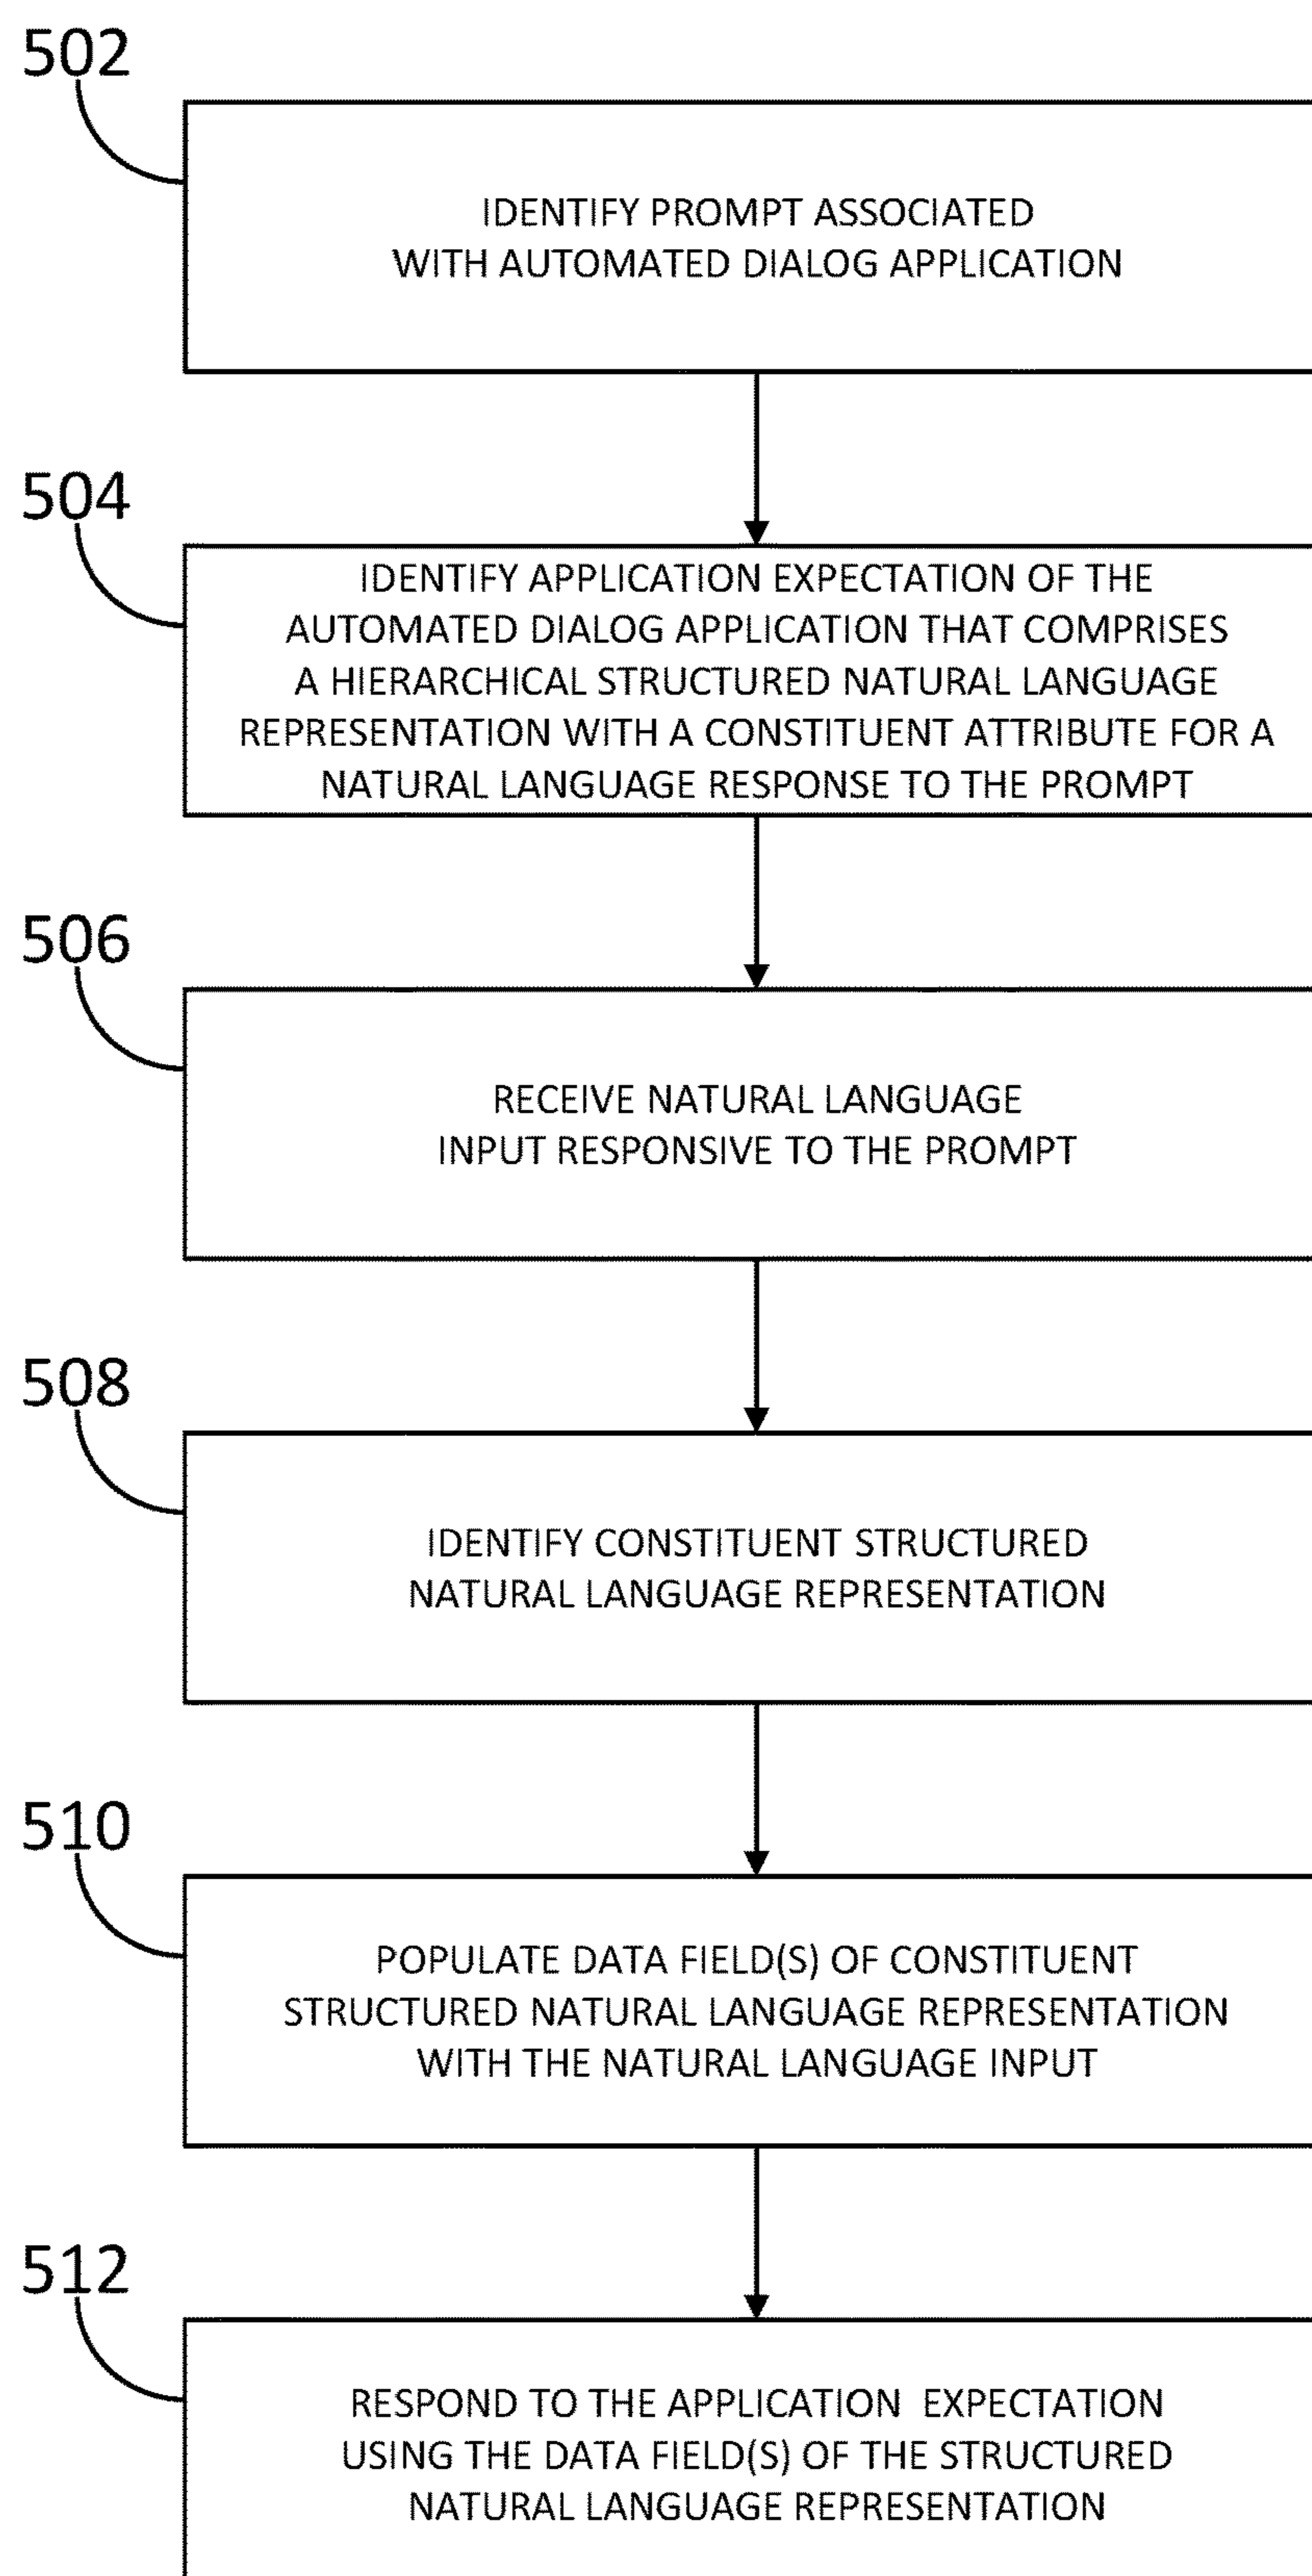 502
IDENTIFY PROMPT ASSOCIATED
WITH AUTOMATED DIALOG APPLICATION
504
IDENTIFY APPLICATION EXPECTATION OF THE
AUTOMATED DIALOG APPLICATION THAT COMPRISES
A HIERARCHICAL STRUCTURED NATURAL LANGUAGE
REPRESENTATION WITH A CONSTITUENT ATTRIBUTE FOR A
NATURAL LANGUAGE RESPONSE TO THE PROMPT
506
RECEIVE NATURAL LANGUAGE
INPUT RESPONSIVE TO THE PROMPT
508
IDENTIFY CONSTITUENT STRUCTURED
NATURAL LANGUAGE REPRESENTATION
510
POPULATE DATA FIELD(S) OF CONSTITUENT
STRUCTURED NATURAL LANGUAGE REPRESENTATION
WITH THE NATURAL LANGUAGE INPUT
512
RESPOND TO THE APPLICATION EXPECTATION
USING THE DATA FIELD(S) OF THE STRUCTURED
NATURAL LANGUAGE REPRESENTATION